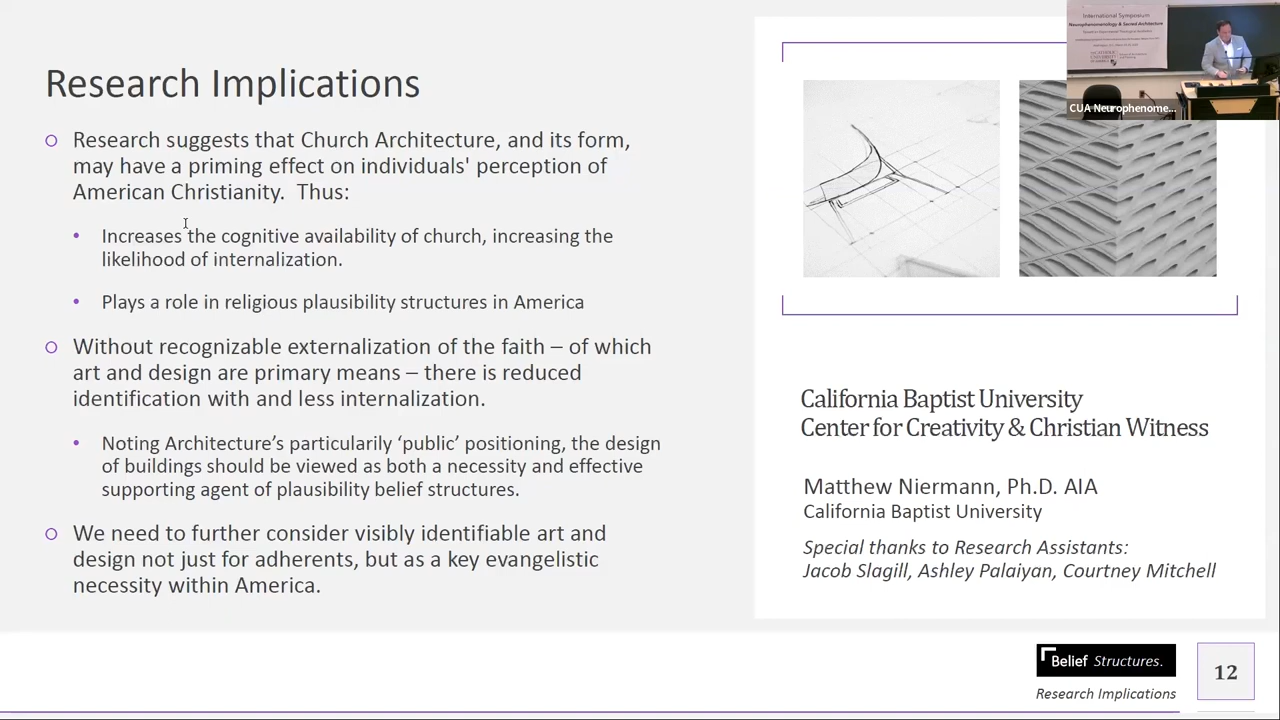 Research Implications
Research suggests that Church Architecture, and its form,
may have a priming effect on individuals' perception of
American Christianity.  Thus:
Increases the cognitive availability of church, increasing the
likelihood of internalization.
Plays a role in religious plausibility structures in America
Without recognizable externalization of the faith – of which
art and design are primary means – there is reduced
identification with and less internalization.
Noting Architecture's particularily ‘public’ positioning, the design
of buildings should be viewed as both a necessity and effective
supporting agent of plausibility belief structures.
We need to further consider visibly identifiable art and
design not just for adherents, but as a key evangelistic
necessity within America.
International Symposium
Neurophenomenology & Sacred Architecture
CUA Neurophenome...
California Baptist University
Center for Creativity & Christian Witness
Matthew Niermann, Ph.D. AIA
California Baptist University
Special thanks to Research Assistants:
Jacob Slagill, Ashley Palaiyan, Courtney Mitchell
Belief Structures.
Research Implications
12